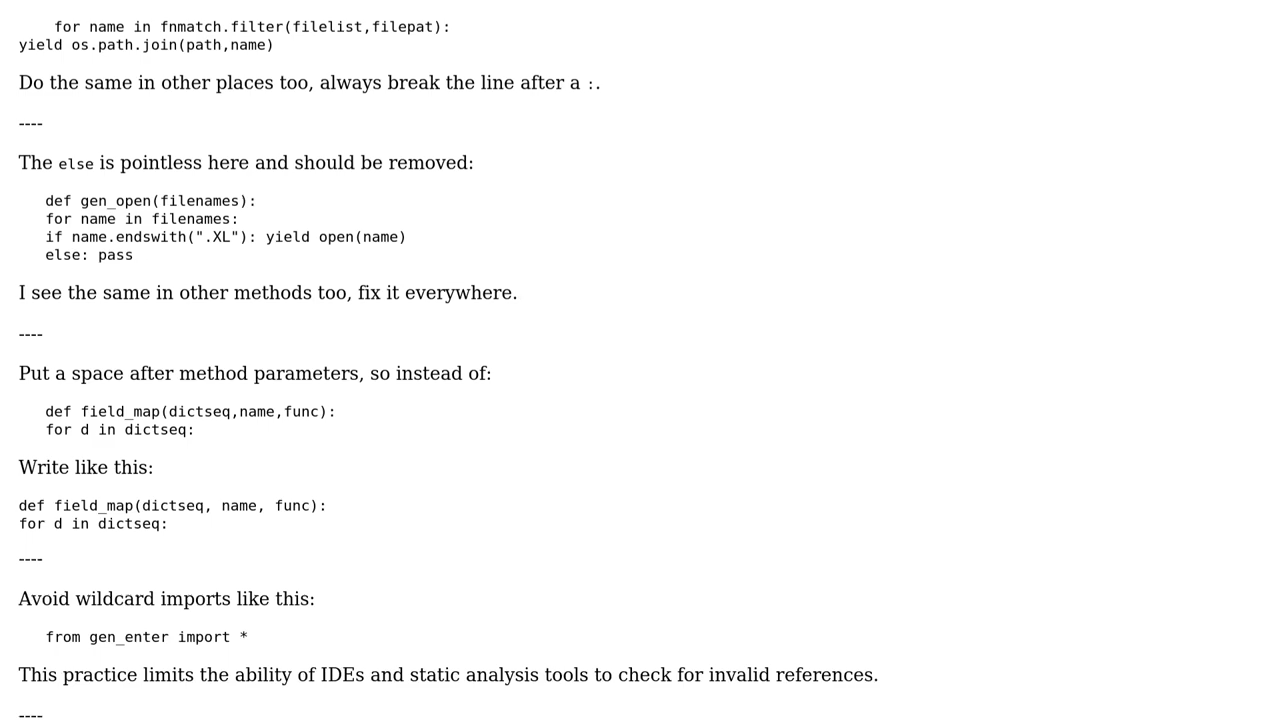 for name in fnmatch.filter(filelist,filepat):
yield os.path.join(path,name)
Do the same in other places too, always break the line after a :.
----
The else is pointless here and should be removed:
def gen_open(filenames):
for name in filenames:
if name.endswith(".XL"): yield open(name)
else: pass
I see the same in other methods too, fix it everywhere.
----
Put a space after method parameters, so instead of:
def field_map(dictseq,name,func):
for d in dictseq:
Write like this:
def field_map(dictseq, name, func):
for d in dictseq:
----
Avoid wildcard imports like this:
from gen_enter import *
This practice limits the ability of IDEs and static analysis tools to check for invalid references.
----